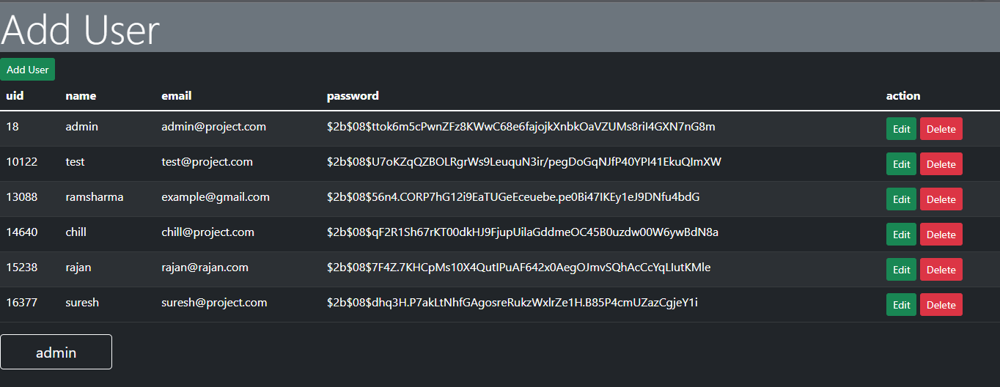 Add User
Add User
uid name email password action
18 admin admin@project.com $2b$08$ttok6m5cPwnZFz8KWwC68e6fajojkXnbkOaVZUMs8riI4GXN7nG8m Edit Delete
10122 test test@project.com $2b$08$U7oKZqQZBOLRgrWs9LeuquN3ir/pegDoGqNJfP40YPI41EkuQImXW Edit Delete
13088 ramsharma example@gmail.com $2b$08$56n4.CORP7hG12i9EaTUGeEceuebe.pe0Bi47IKEy1eJ9DNfu4bdG Edit Delete
14640 chill chill@project.com $2b$08$qF2R1Sh67rKT00dkHJ9FjupUilaGddmeOC45B0uzdw00W6ywBdN8a Edit Delete
15238 rajan rajan@rajan.com $2b$08$7F4Z.7KHCpMs10X4QutIPuAF642x0AegOJmvSQhAcCcYqLIutKMle Edit Delete
16377 suresh suresh@project.com $2b$08$dhq3H.P7akLtNhfGAgosreRukzWxlrZe1H.B85P4cmUZazCgjeY1i Edit Delete
admin